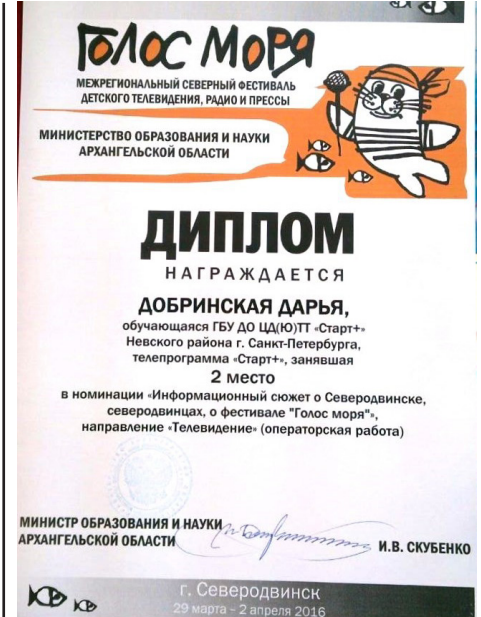 ГОЛОС МОРЯ
МЕЖРЕГИОНАЛЬНЫЙ СЕВЕРНЫЙ ФЕСТИВАЛЬ
ДЕТСКОГО ТЕЛЕВИДЕНИЯ, РАДИО И ПРЕССЫ
МИНИСТЕРСТВО ОБРАЗОВАНИЯ И НАУКИ
АРХАНГЕЛЬСКОЙ ОБЛАСТИ
ДИПЛОМ
НАГРАЖДАЕТСЯ
ДОБРИНСКАЯ ДАРЬЯ,
обучающаяся ГБУ ДО ЦД(Ю)ТТ «Старт+»
Невского района г. Санкт-Петербурга,
телепрограмма «Старт+», занявшая
2 место
в номинации «Информационный сюжет о Северодвинске,
северодвинцах, о фестивале "Голос моря"»,
направление «Телевидение» (операторская работа)
МИНИСТР ОБРАЗОВАНИЯ И НАУКИ
АРХАНГЕЛЬСКОЙ ОБЛАСТИ
И.В. СКУБЕНКО
г. Северодвинск
29 марта - 2 апреля 2016